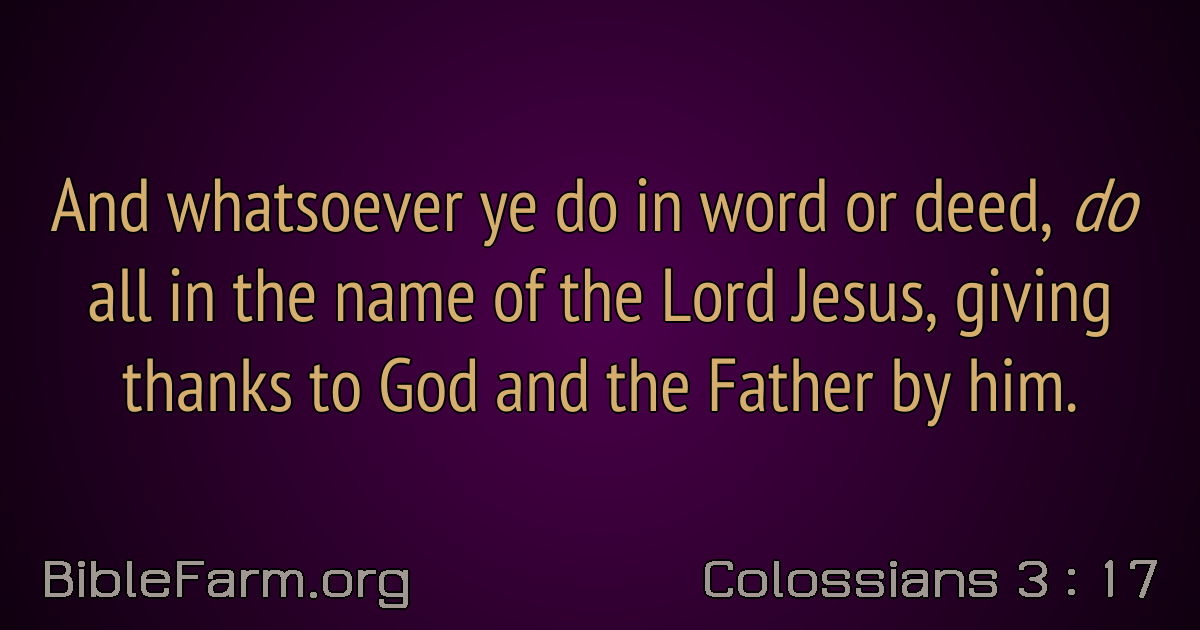 And whatsoever ye do in word or deed, do
all in the name of the Lord Jesus, giving
thanks to God and the Father by him.
BibleFarm.org
Colossians 3 : 17